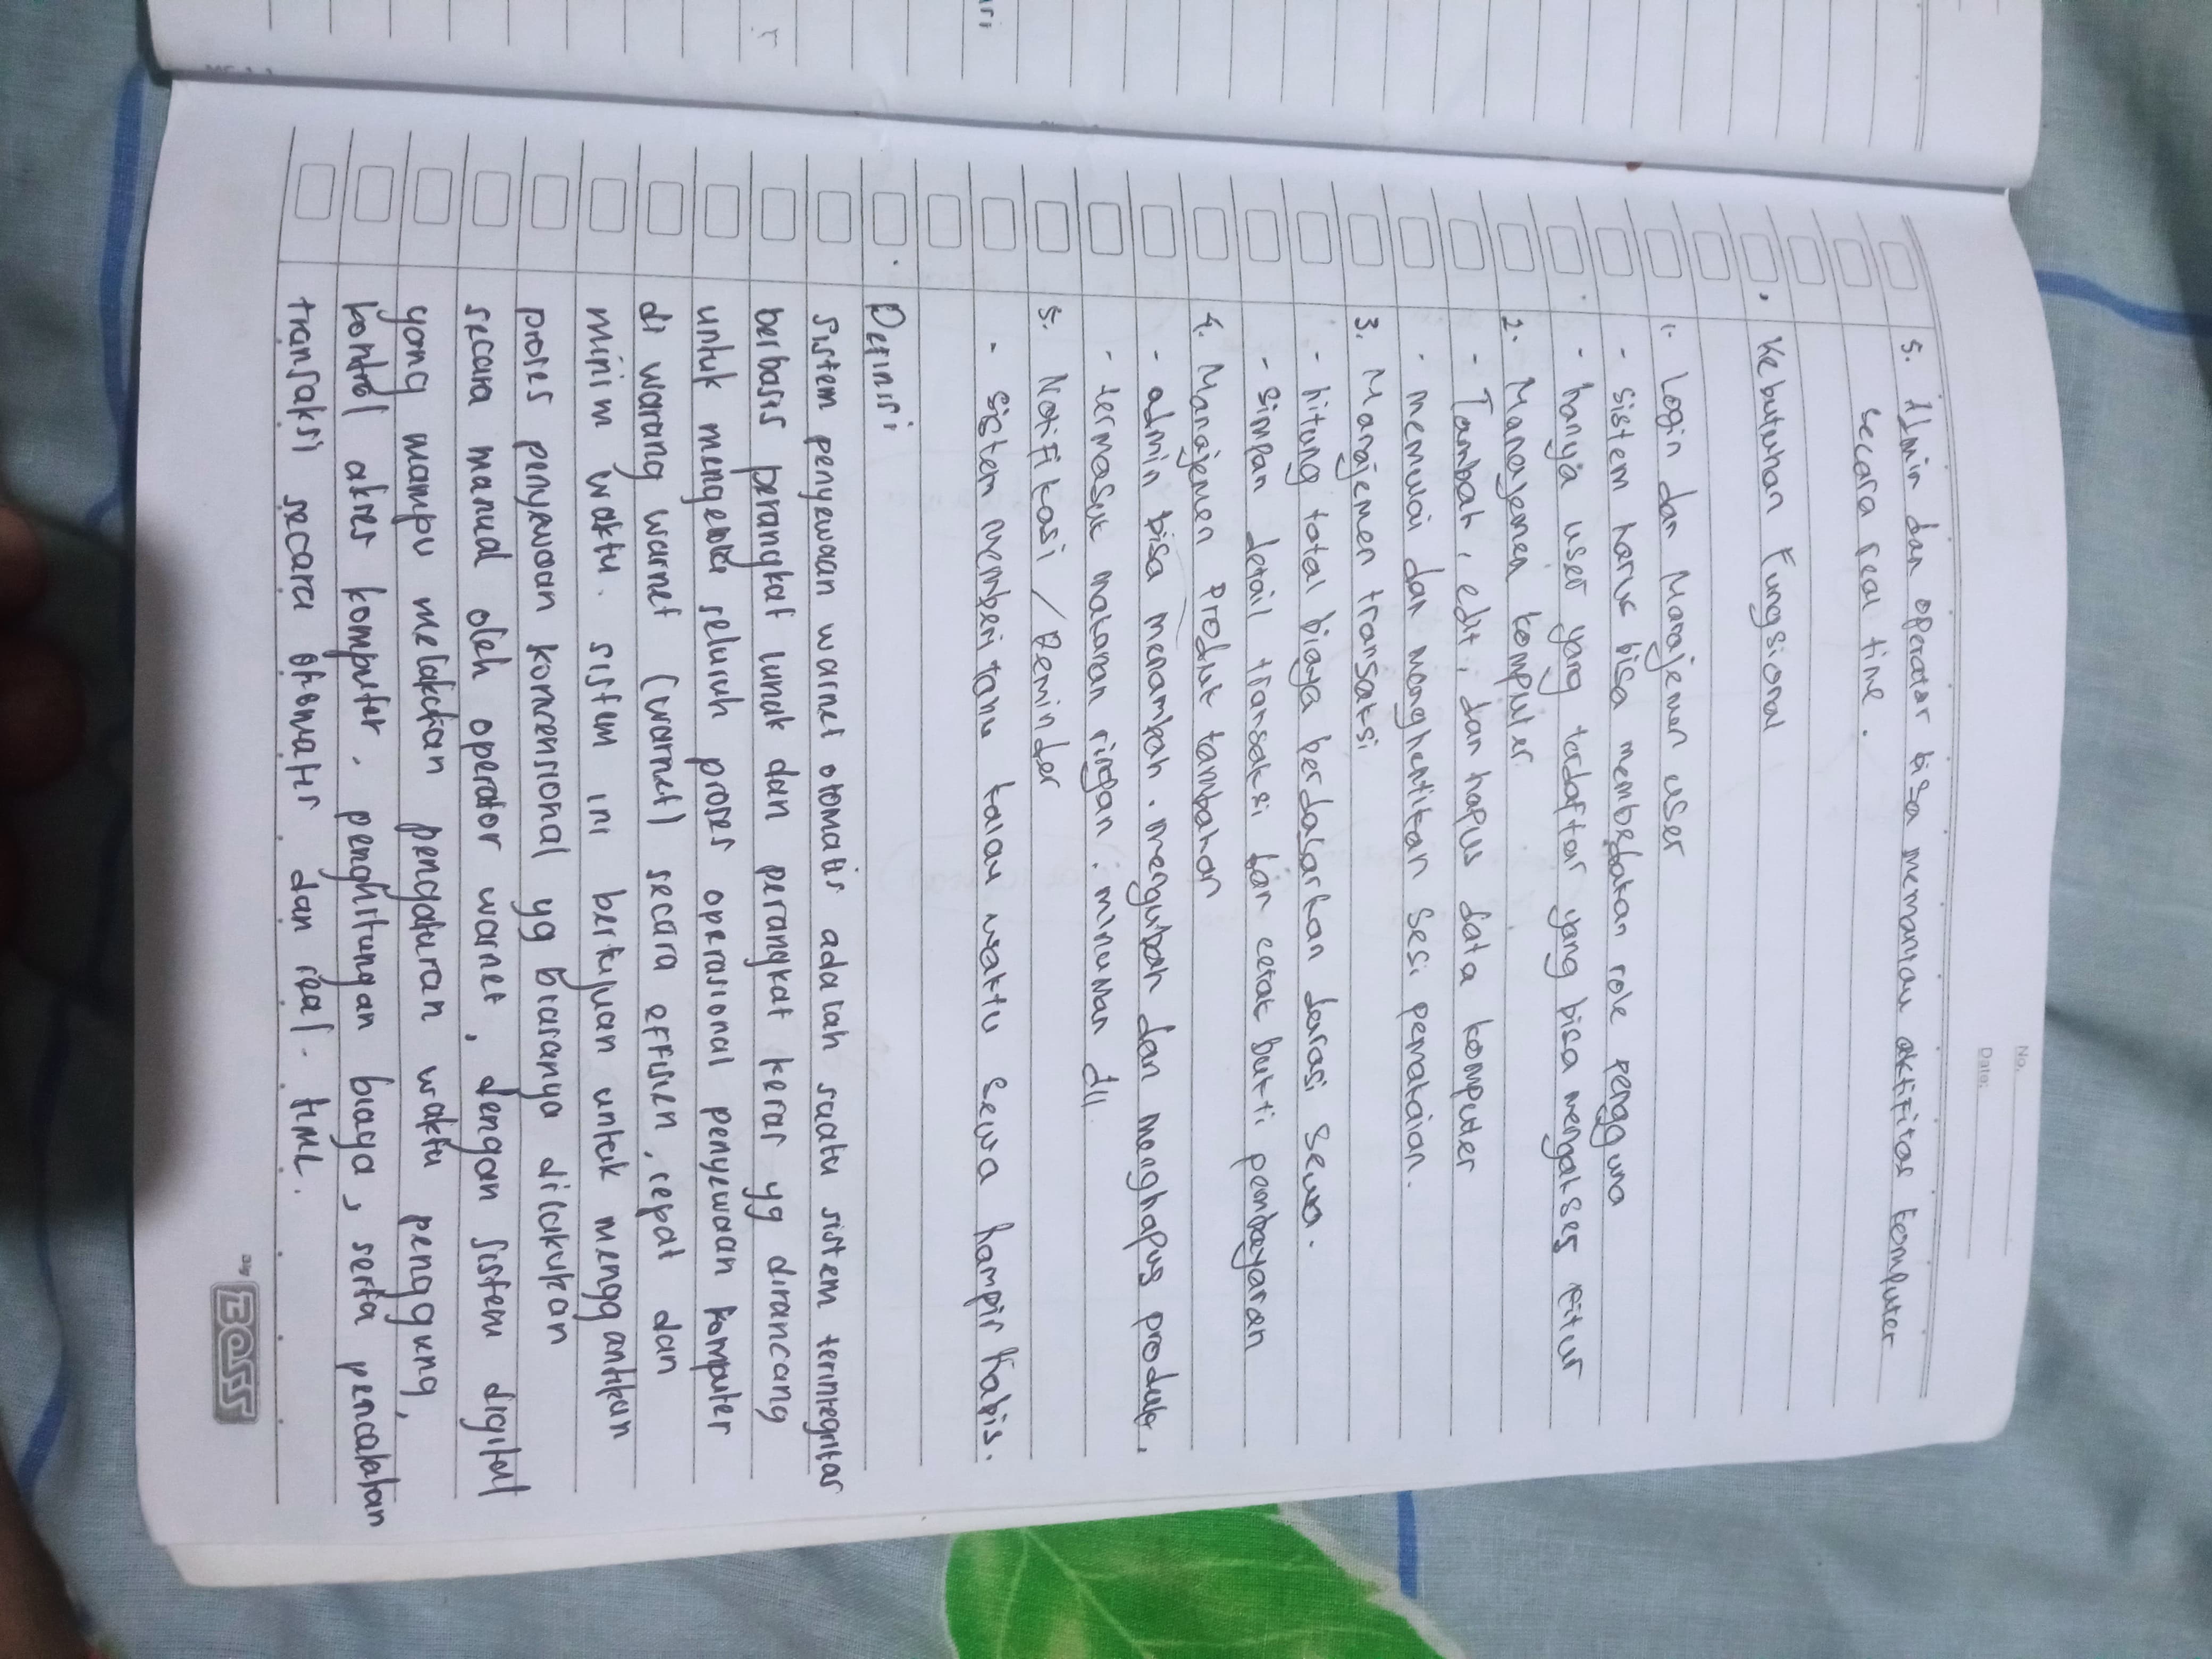 No.
Date:
5. Admin dan operator bisa memantau aktifitas komputer
secara real time.
• Kebutuhan Fungsional
1. Login dan Manajemen user
- sistem harus bisa membedakan role pengguna
- hanya user yang terdaftar yang bisa mengakses fitur
2. Manajemen komputer
- Tambah, edit, dan hapus data komputer
- memulai dan menghentikan sesi pemakaian.
3. Manajemen transaksi
- hitung total biaya berdasarkan durasi sewa.
- simpan detail transaksi dan cetak bukti pembayaran
4. Manajemen Produk tambahan
- admin bisa menambah, mengubah dan menghapus produk,
- termasuk makanan ringan, minuman dll.
5. Notifikasi / Reminder
- sistem memberi tahu kalau waktu sewa hampir habis.
• Definisi
sistem penyewaan warnet otomatis adalah suatu sistem terintegritas
berbasis perangkat lunak dan perangkat keras yg dirancang
untuk mengelola seluruh proses operasional penyewaan komputer
di warung warnet (warnet) secara effisien, cepat dan
minim waktu. sistem ini bertujuan untuk menggantikan
proses penyewaan konvensional yg biasanya dilakukan
secara manual oleh operator warnet, dengan sistem digital
yang mampu melakukan pengaturan waktu pengguna,
kontrol akses komputer, penghitungan biaya, serta pencatatan
transaksi secara otomatis dan real-time.
By BOSS